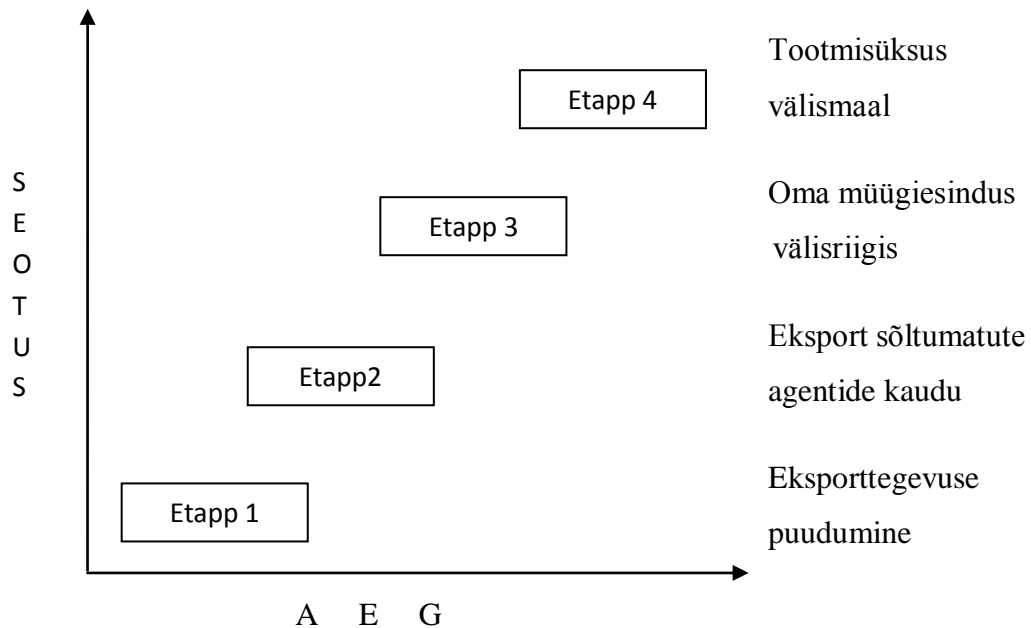 Tootmisüksus
välismaal
Etapp 4
S
E
O
T
U
S
Oma müügiesindus
välisriigis
Etapp 3
Eksport sõltumatute
agentide kaudu
Etapp2
Eksporttegevuse
puudumine
Etapp 1
A E G